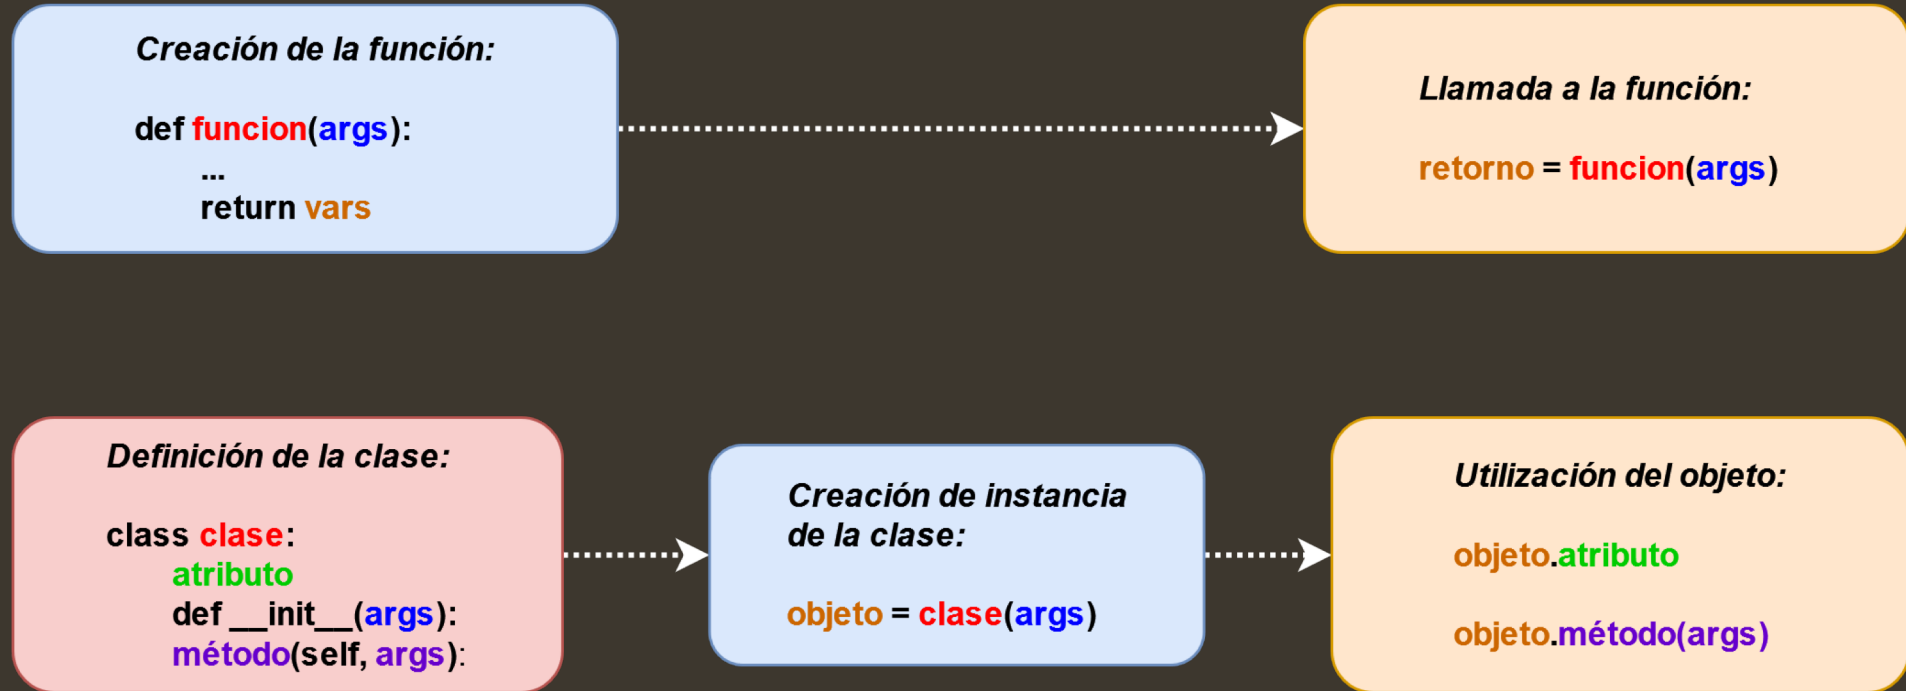 Creación de la función:
def funcion(args):
...
return vars
Llamada a la función:
retorno = funcion(args)
Definición de la clase:
class clase:
atributo
def __init__(args):
método(self, args):
Creación de instancia
de la clase:
objeto = clase(args)
Utilización del objeto:
objeto.atributo
objeto.método(args)